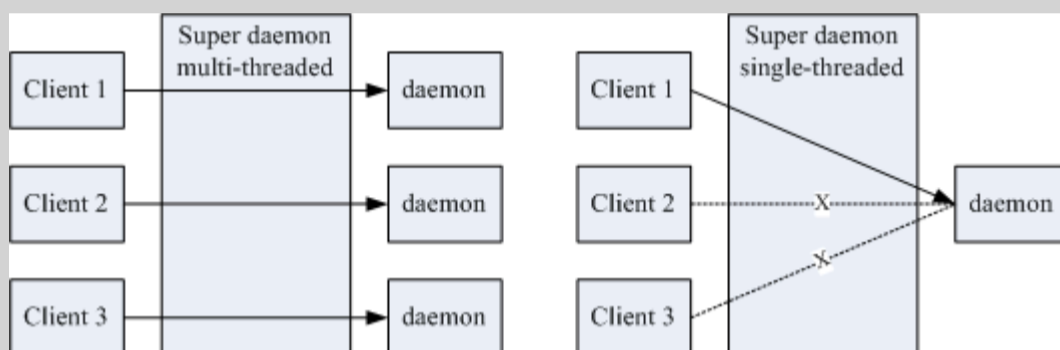 Super daemon
multi-threaded
Client 1
daemon
Client 2
daemon
Client 3
daemon
Super daemon
single-threaded
Client 1
Client 2
X
daemon
X
Client 3